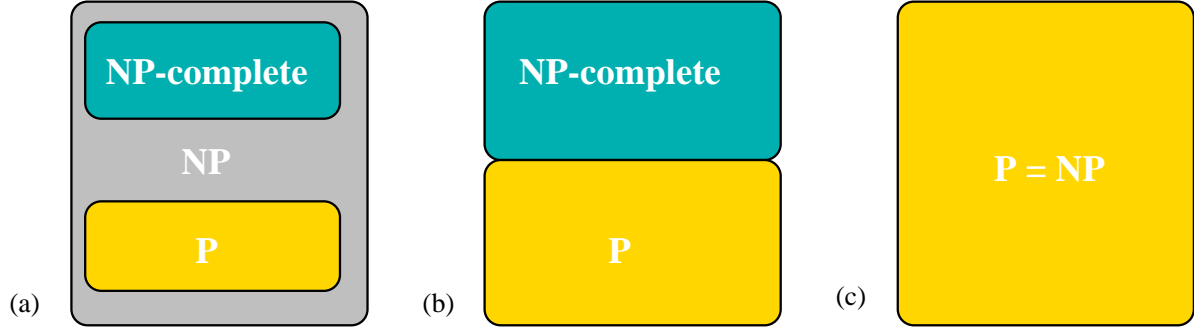 NP-complete
NP
P
(a)
NP-complete
P
(b)
P = NP
(c)